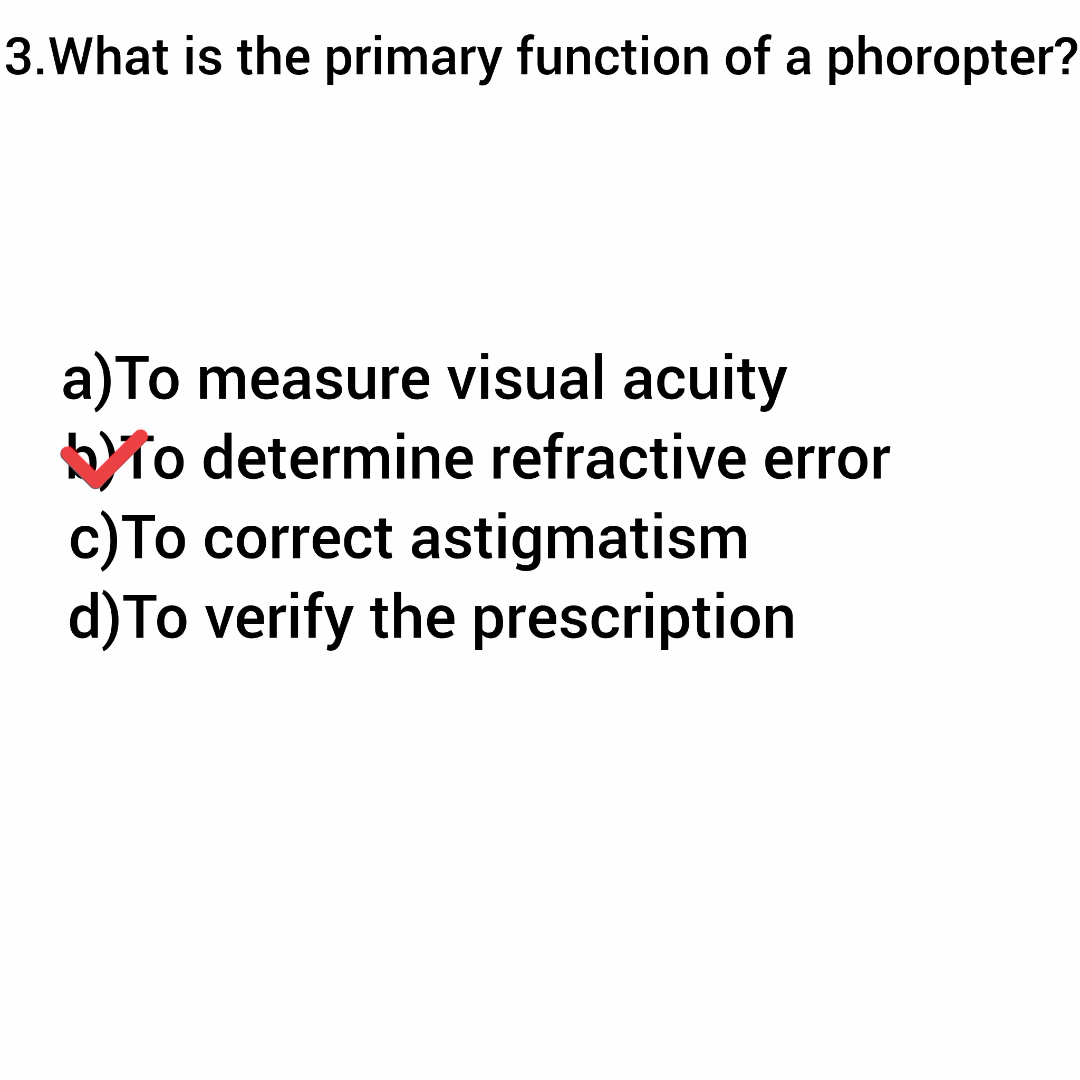 3.What is the primary function of a phoropter?
a)To measure visual acuity
b)To determine refractive error
c)To correct astigmatism
d)To verify the prescription